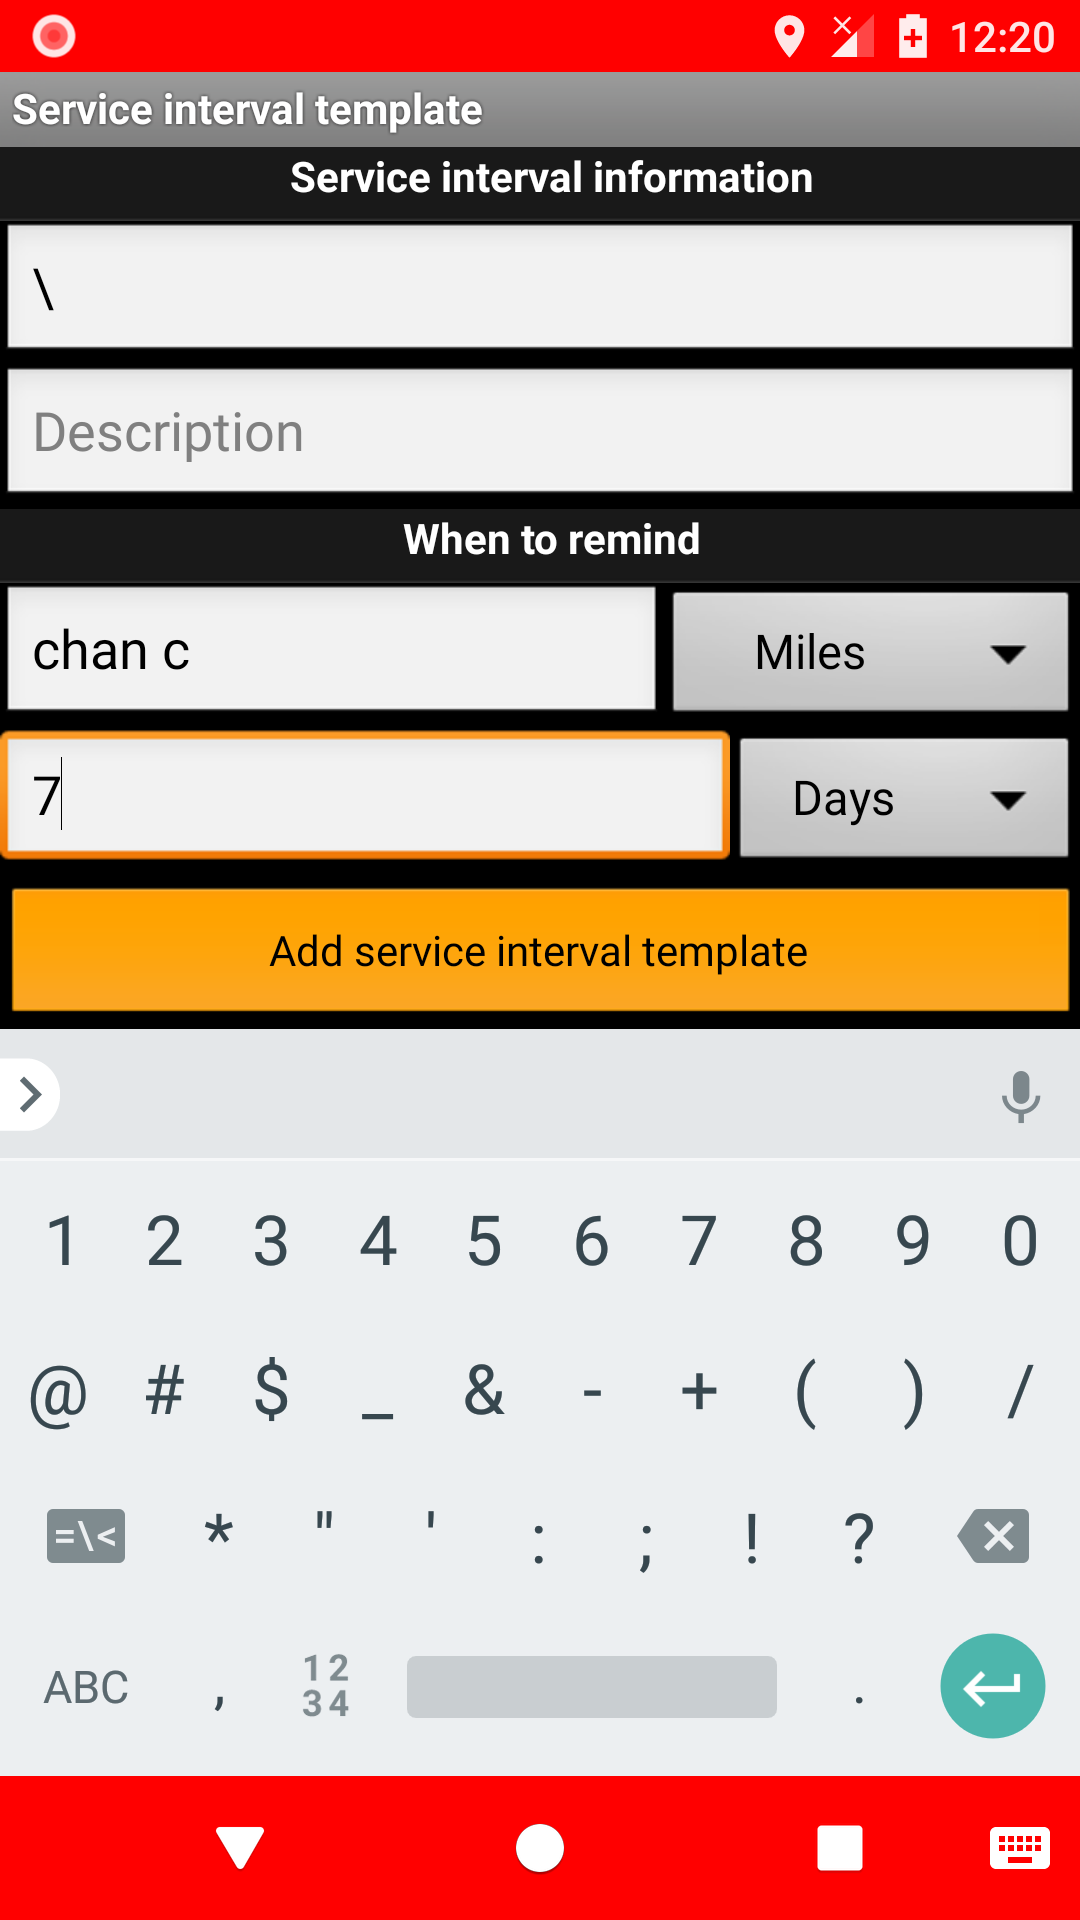 12:20
Service interval template
Service interval information
\
Description
When to remind
chan c
Miles
7
Days
Add service interval template
1 2 3 4 5 6 7 8 9 0
@ # $ _ & - + ( ) /
=\< * " ' : ; ! ?
ABC , 12 34 .